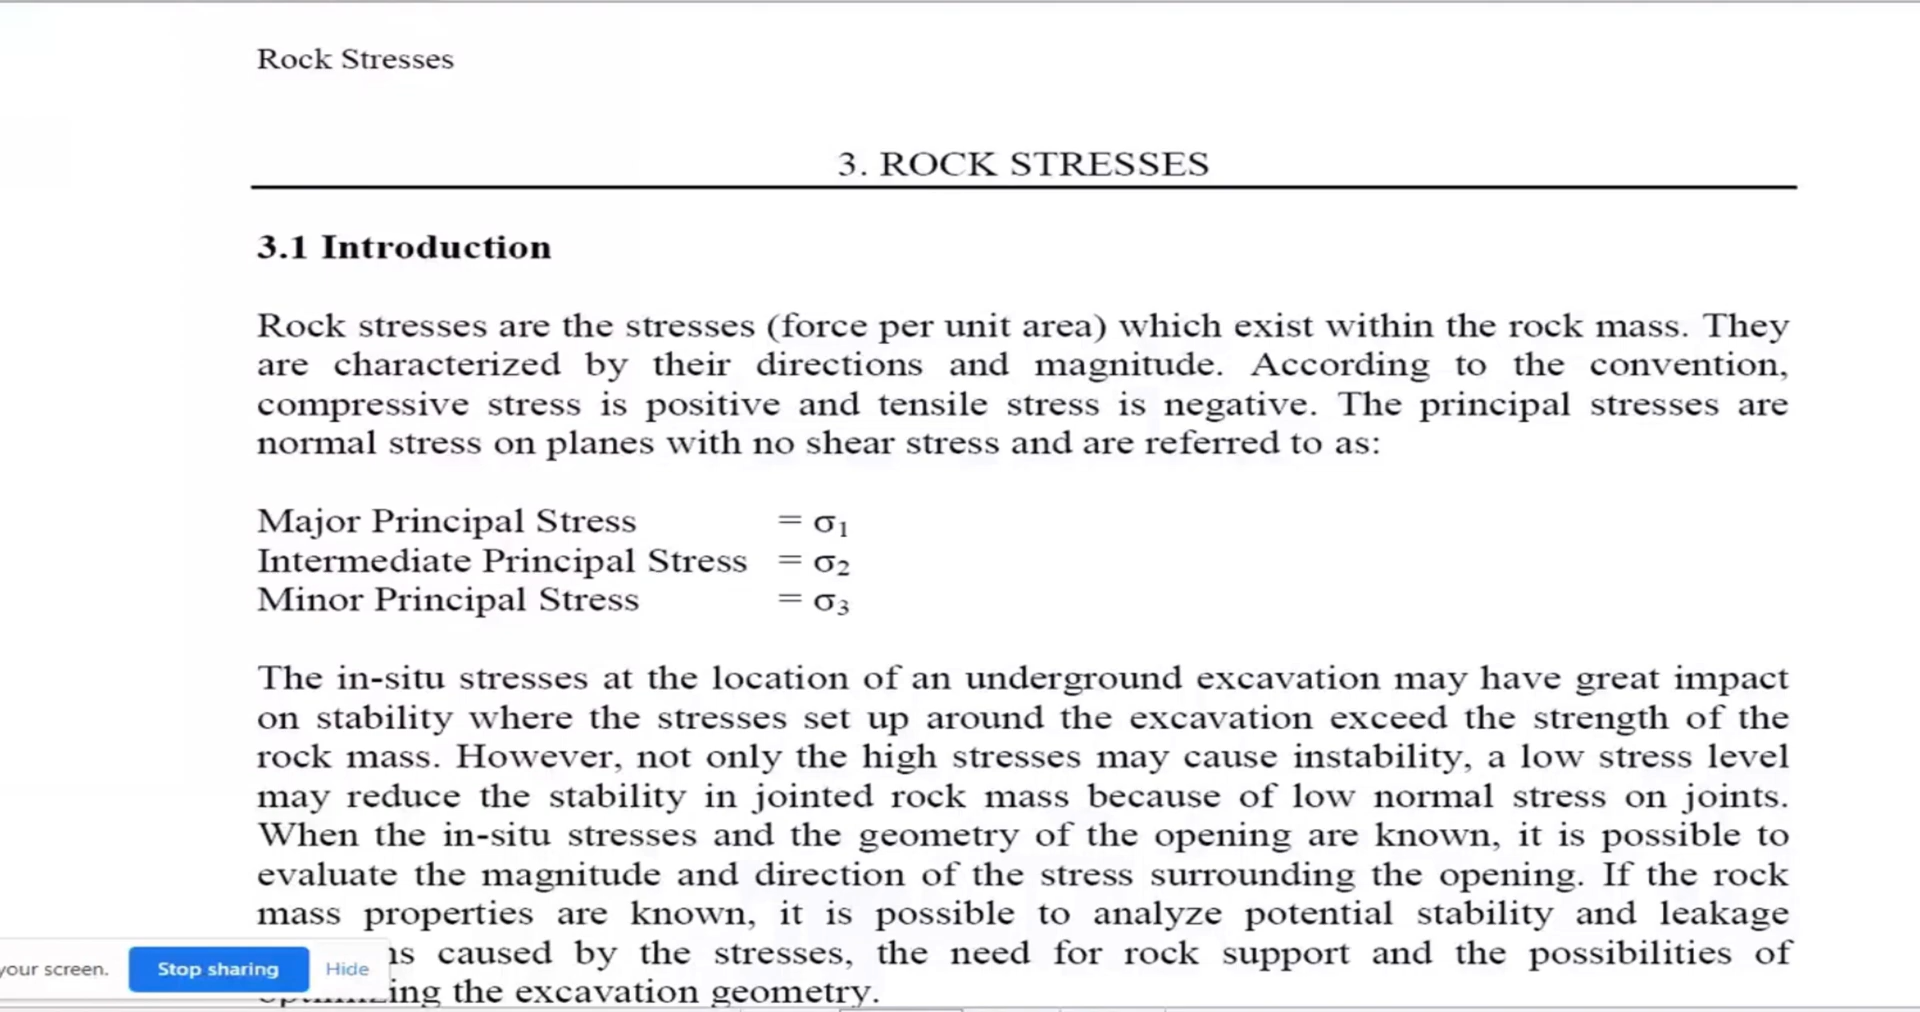 Rock Stresses
3. ROCK STRESSES
3.1 Introduction
Rock stresses are the stresses (force per unit area) which exist within the rock mass. They
are characterized by their directions and magnitude. According to the convention,
compressive stress is positive and tensile stress is negative. The principal stresses are
normal stress on planes with no shear stress and are referred to as:
Major Principal Stress = σ1
Intermediate Principal Stress = σ2
Minor Principal Stress = σ3
The in-situ stresses at the location of an underground excavation may have great impact
on stability where the stresses set up around the excavation exceed the strength of the
rock mass. However, not only the high stresses may cause instability, a low stress level
may reduce the stability in jointed rock mass because of low normal stress on joints.
When the in-situ stresses and the geometry of the opening are known, it is possible to
evaluate the magnitude and direction of the stress surrounding the opening. If the rock
mass properties are known, it is possible to analyze potential stability and leakage
caused by the stresses, the need for rock support and the possibilities of
the excavation geometry.
your screen. Stop sharing Hide